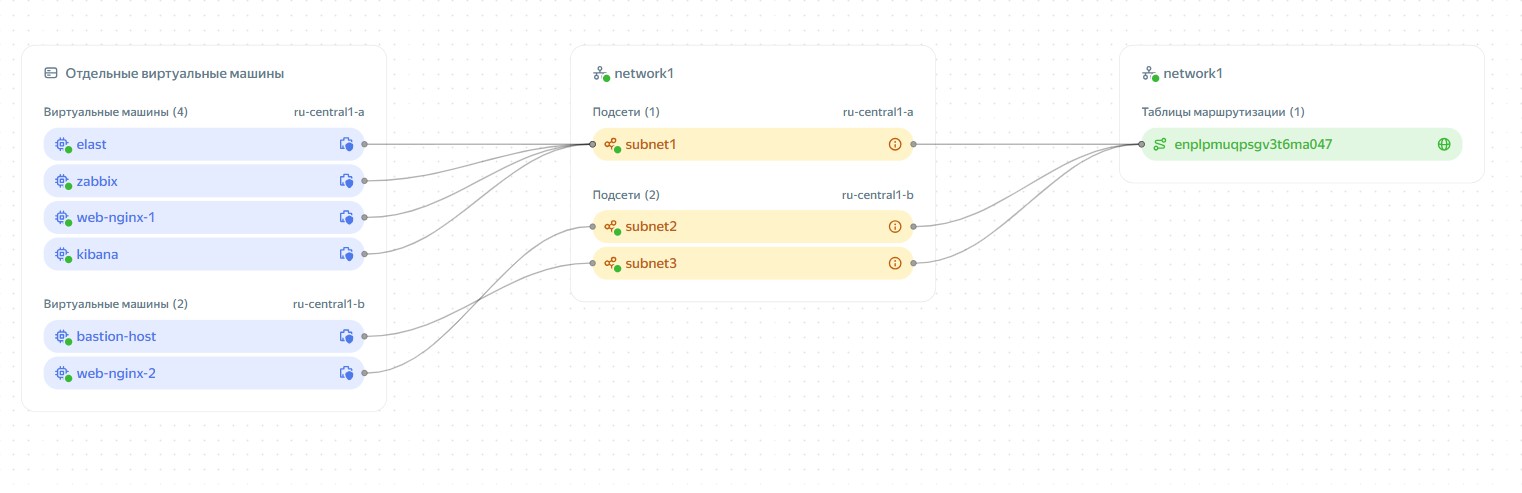 Отдельные виртуальные машины
Виртуальные машины (4) ru-central1-a
elast
zabbix
web-nginx-1
kibana
Виртуальные машины (2) ru-central1-b
bastion-host
web-nginx-2
network1
Подсети (1) ru-central1-a
subnet1
Подсети (2) ru-central1-b
subnet2
subnet3
network1
Таблицы маршрутизации (1)
enplpmuqpsgv3t6ma047